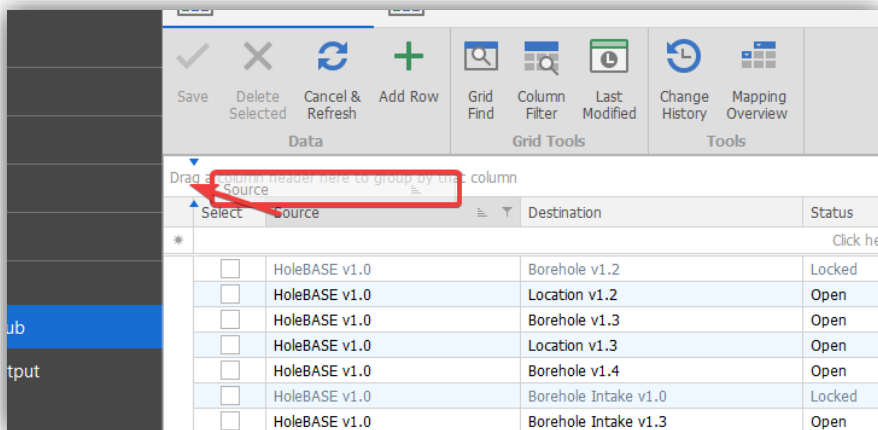 Save Delete Selected Cancel & Refresh Add Row Grid Find Column Filter Last Modified Change History Mapping Overview
Data Grid Tools Tools
Drag a column header here to group by that column
Source
Select Source Destination Status
Click he
HoleBASE v1.0 Borehole v1.2 Locked
HoleBASE v1.0 Location v1.2 Open
HoleBASE v1.0 Borehole v1.3 Open
ub
HoleBASE v1.0 Location v1.3 Open
tput
HoleBASE v1.0 Borehole v1.4 Open
HoleBASE v1.0 Borehole Intake v1.0 Locked
HoleBASE v1.0 Borehole Intake v1.3 Open